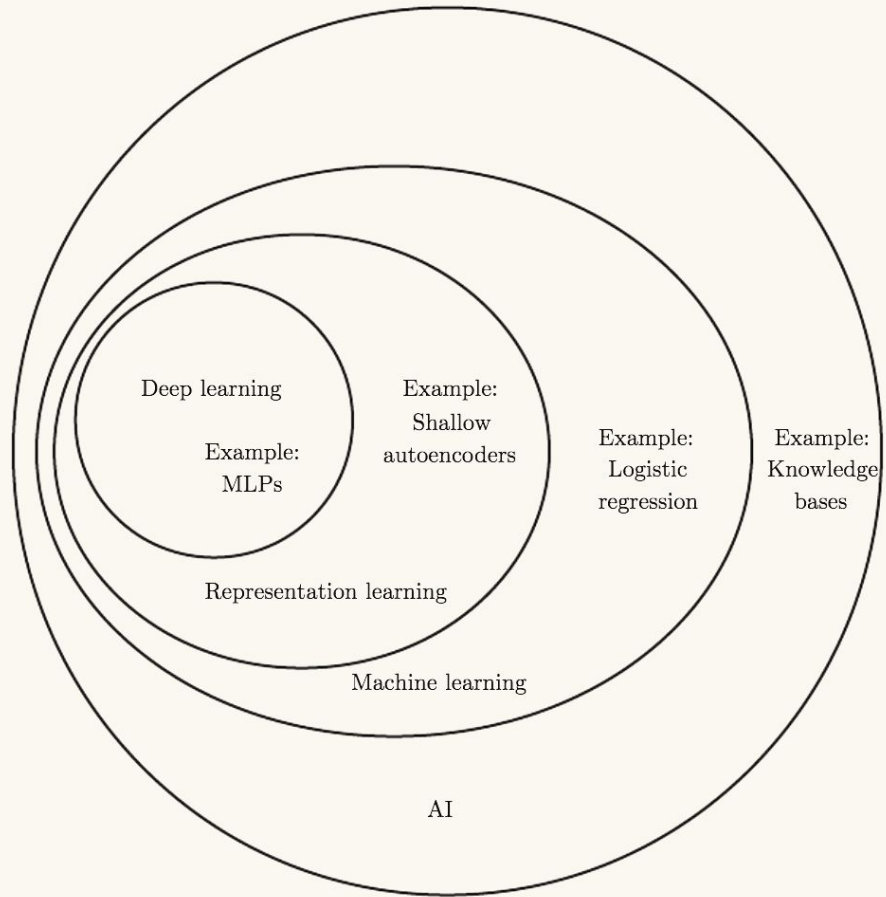 Deep learning
Example:
MLPs
Example:
Shallow
autoencoders
Example:
Logistic
regression
Example:
Knowledge
bases
Representation learning
Machine learning
AI